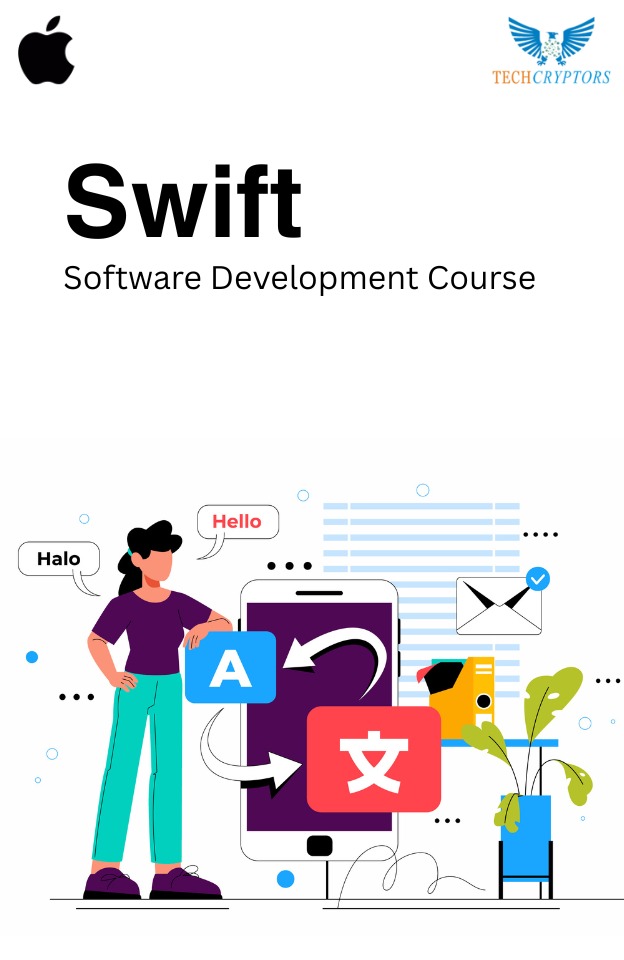 TECHCRYPTORS
Swift
Software Development Course
Hello
Halo
A
文